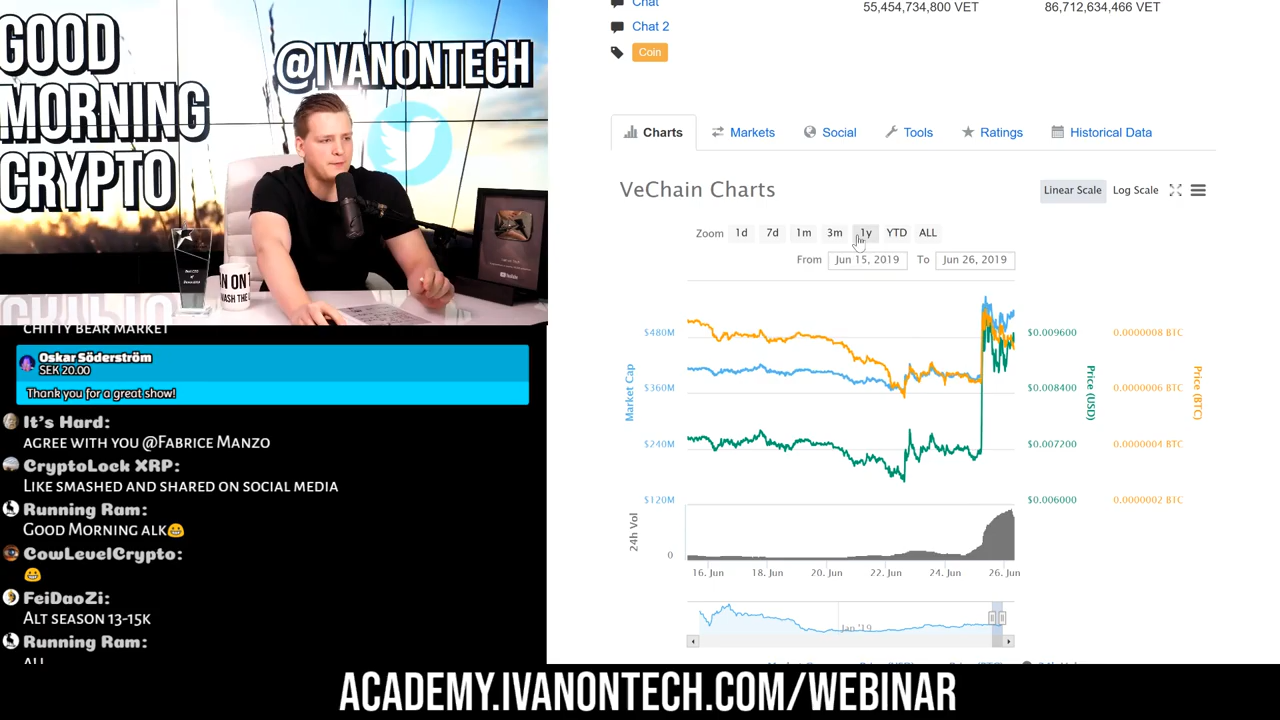 GOOD
MORNING
CRYPTO
@IVANONTECH
CHITTY BEAR MARKET
Oskar Söderström
SEK 20.00
Thank you for a great show!
It's Hard:
AGREE WITH YOU @FABRICE MANZO
CryptoLock XRP:
LIKE SMASHED AND SHARED ON SOCIAL MEDIA
Running Ram:
GOOD MORNING ALK😁
CowLevelCrypto:
😁
FeiDaoZi:
ALT SEASON 13-15K
Running Ram:
Chat
Chat 2
Coin
55,454,734,800 VET
86,712,634,466 VET
Charts
Markets
Social
Tools
Ratings
Historical Data
VeChain Charts
Linear Scale
Log Scale
Zoom 1d 7d 1m 3m 1y YTD ALL
From Jun 15, 2019 To Jun 26, 2019
Market Cap
$480M
$360M
$240M
$120M
$0.009600
$0.008400
$0.007200
$0.006000
Price (USD)
0.0000008 BTC
0.0000006 BTC
0.0000004 BTC
0.0000002 BTC
Price (BTC)
24h Vol
0
16. Jun 18. Jun 20. Jun 22. Jun 24. Jun 26. Jun
Jan '19
ACADEMY.IVANONTECH.COM/WEBINAR